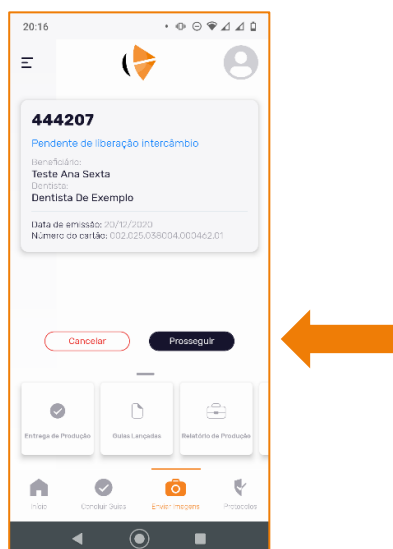 20:16
444207
Pendente de liberação intercâmbio
Beneficiário:
Teste Ana Sexta
Dentista:
Dentista De Exemplo
Data de emissão: 20/12/2020
Número do cartão: 002.025.038004.000462.01
Cancelar Prosseguir
Entrega de Produção Guias Lançadas Relatório de Produção
Início Concluir Guias Enviar Imagens Protocolos